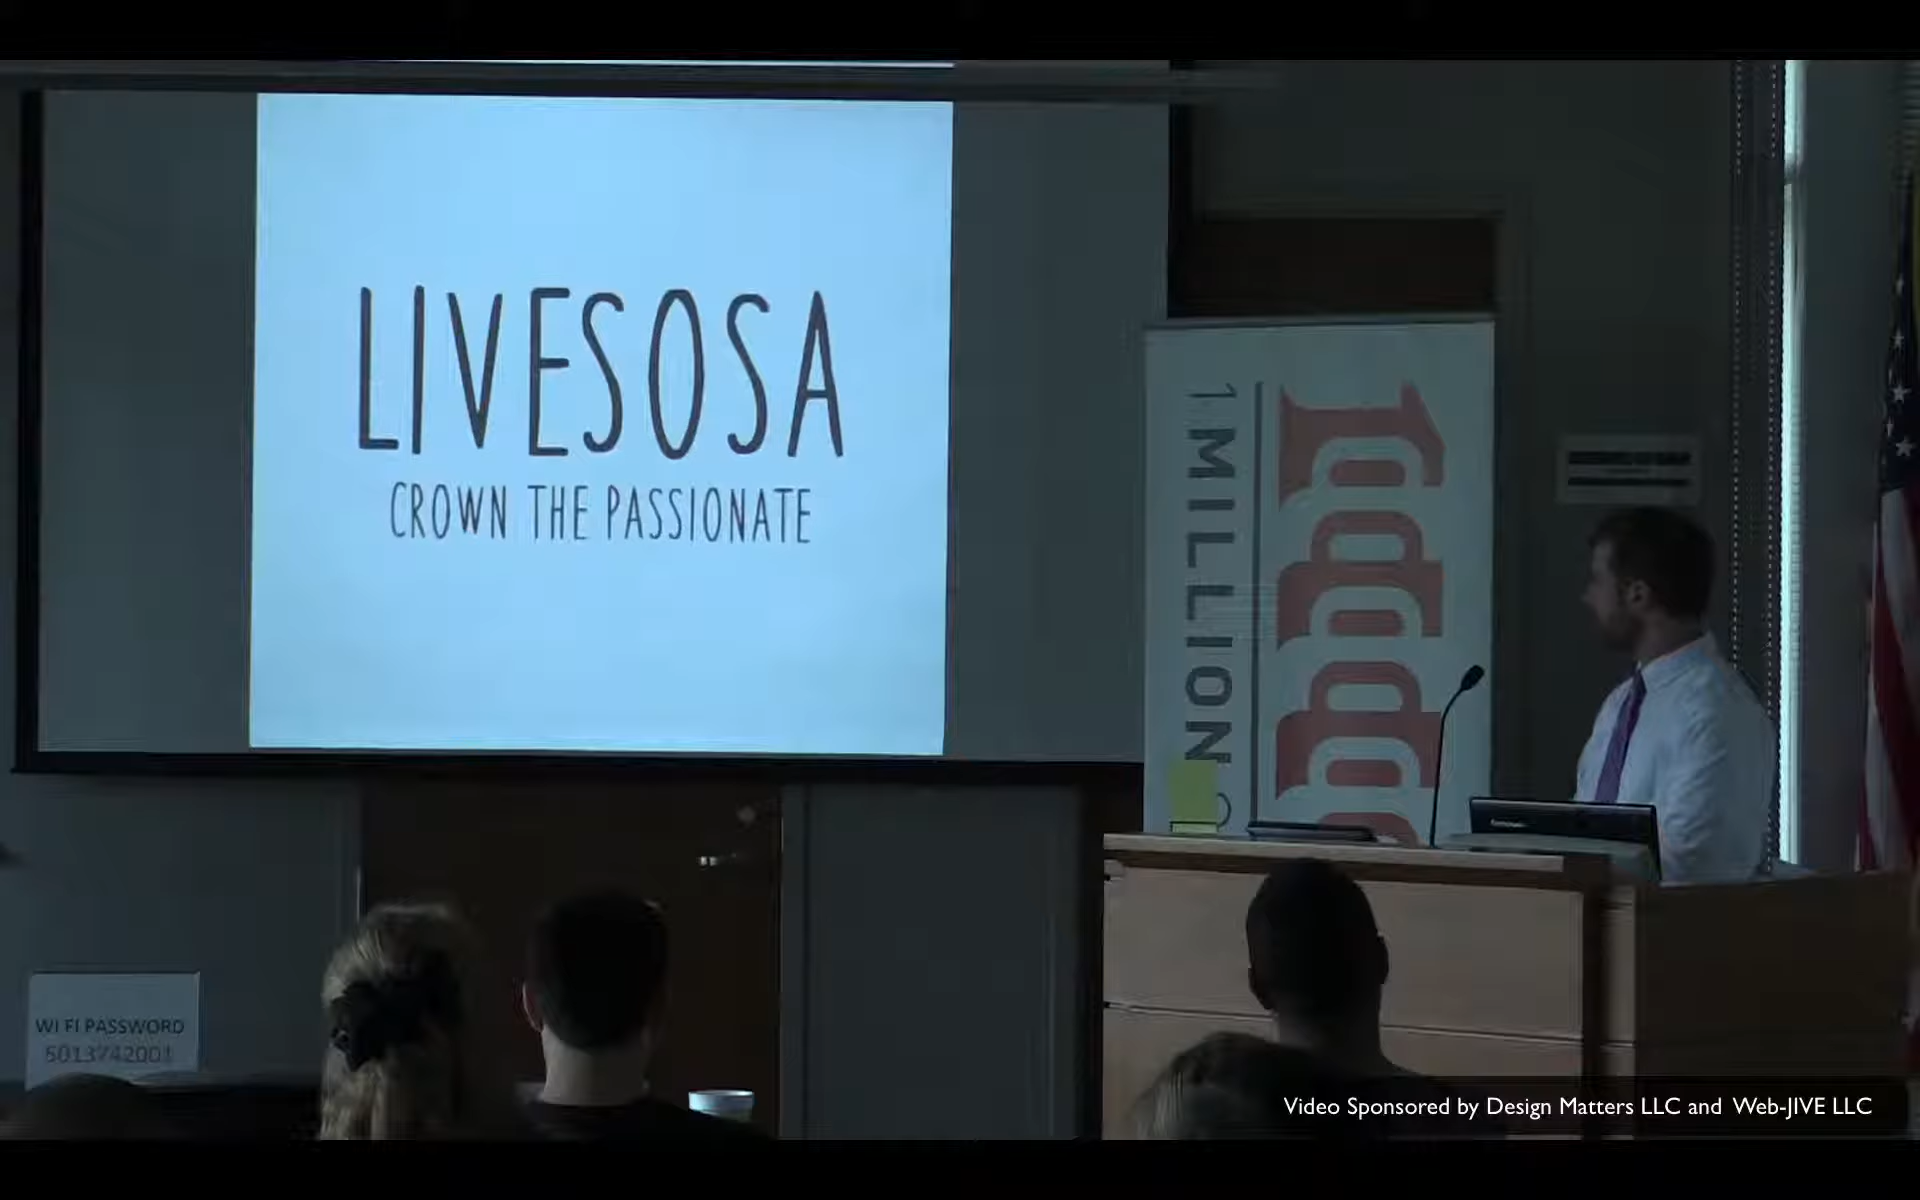 LIVESOSA
CROWN THE PASSIONATE
1 MILLION
WI FI PASSWORD
5013742001
Video Sponsored by Design Matters LLC and Web-JIVE LLC